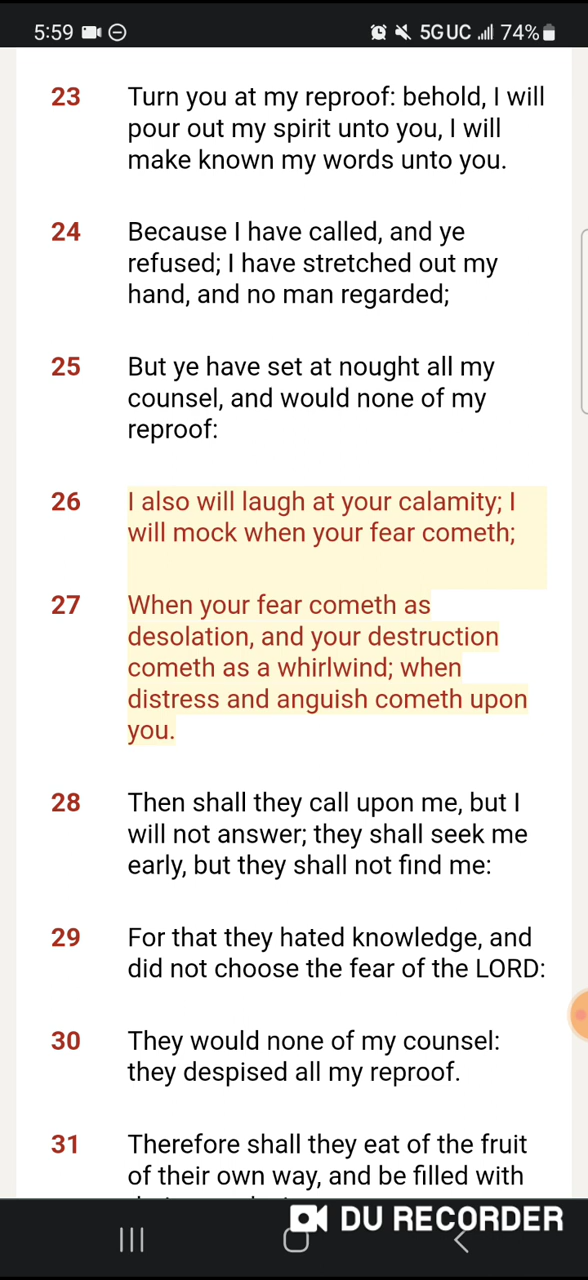 5:59 5GUC 74%
23 Turn you at my reproof: behold, I will
pour out my spirit unto you, I will
make known my words unto you.
24 Because I have called, and ye
refused; I have stretched out my
hand, and no man regarded;
25 But ye have set at nought all my
counsel, and would none of my
reproof:
26 I also will laugh at your calamity; I
will mock when your fear cometh;
27 When your fear cometh as
desolation, and your destruction
cometh as a whirlwind; when
distress and anguish cometh upon
you.
28 Then shall they call upon me, but I
will not answer; they shall seek me
early, but they shall not find me:
29 For that they hated knowledge, and
did not choose the fear of the LORD:
30 They would none of my counsel:
they despised all my reproof.
31 Therefore shall they eat of the fruit
of their own way, and be filled with
DU RECORDER